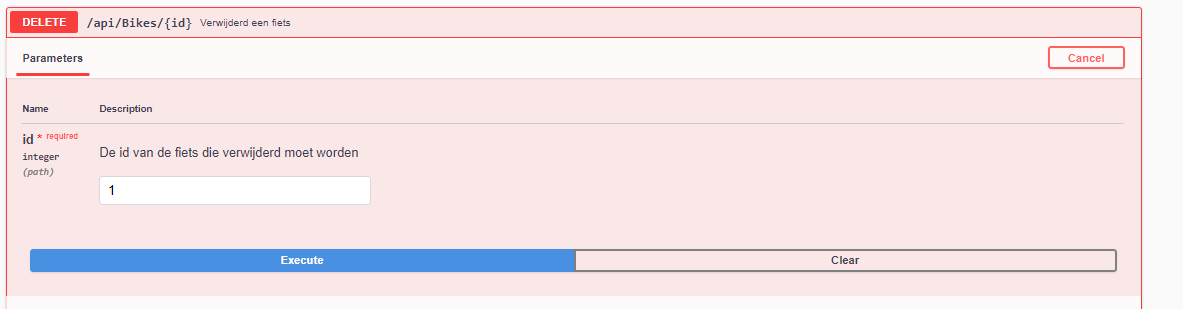 DELETE /api/Bikes/{id} Verwijderd een fiets
Parameters Cancel
Name Description
id * required
integer
(path)
De id van de fiets die verwijderd moet worden
1
Execute Clear